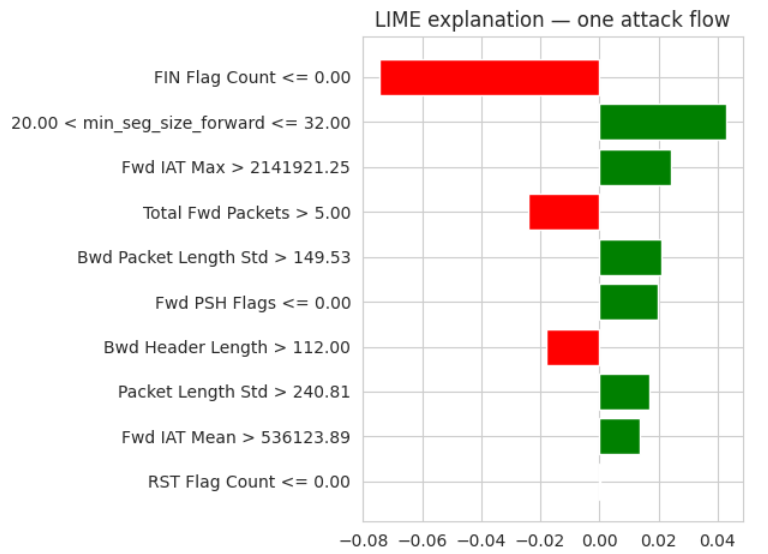 LIME explanation — one attack flow
FIN Flag Count <= 0.00
20.00 < min_seg_size_forward <= 32.00
Fwd IAT Max > 2141921.25
Total Fwd Packets > 5.00
Bwd Packet Length Std > 149.53
Fwd PSH Flags <= 0.00
Bwd Header Length > 112.00
Packet Length Std > 240.81
Fwd IAT Mean > 536123.89
RST Flag Count <= 0.00
−0.08 −0.06 −0.04 −0.02 0.00 0.02 0.04